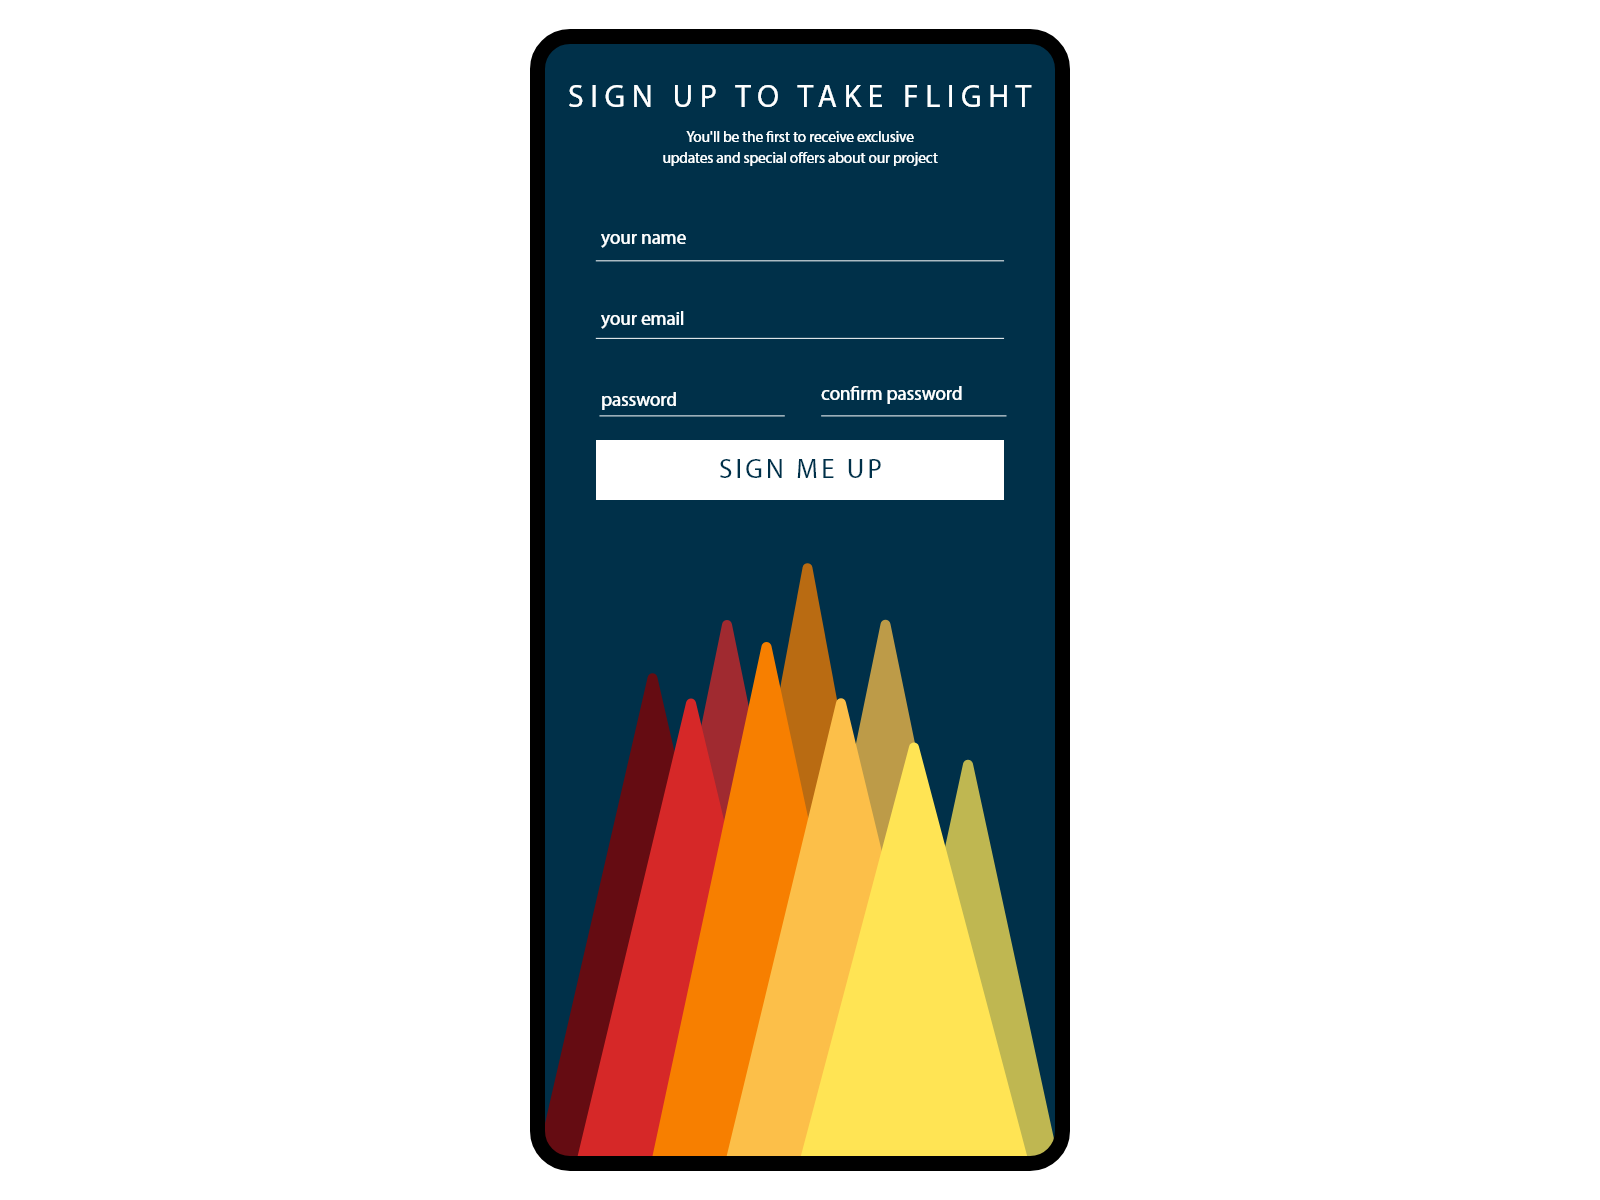 SIGN UP TO TAKE FLIGHT
You'll be the first to receive exclusive
updates and special offers about our project
your name
your email
password
confirm password
SIGN ME UP